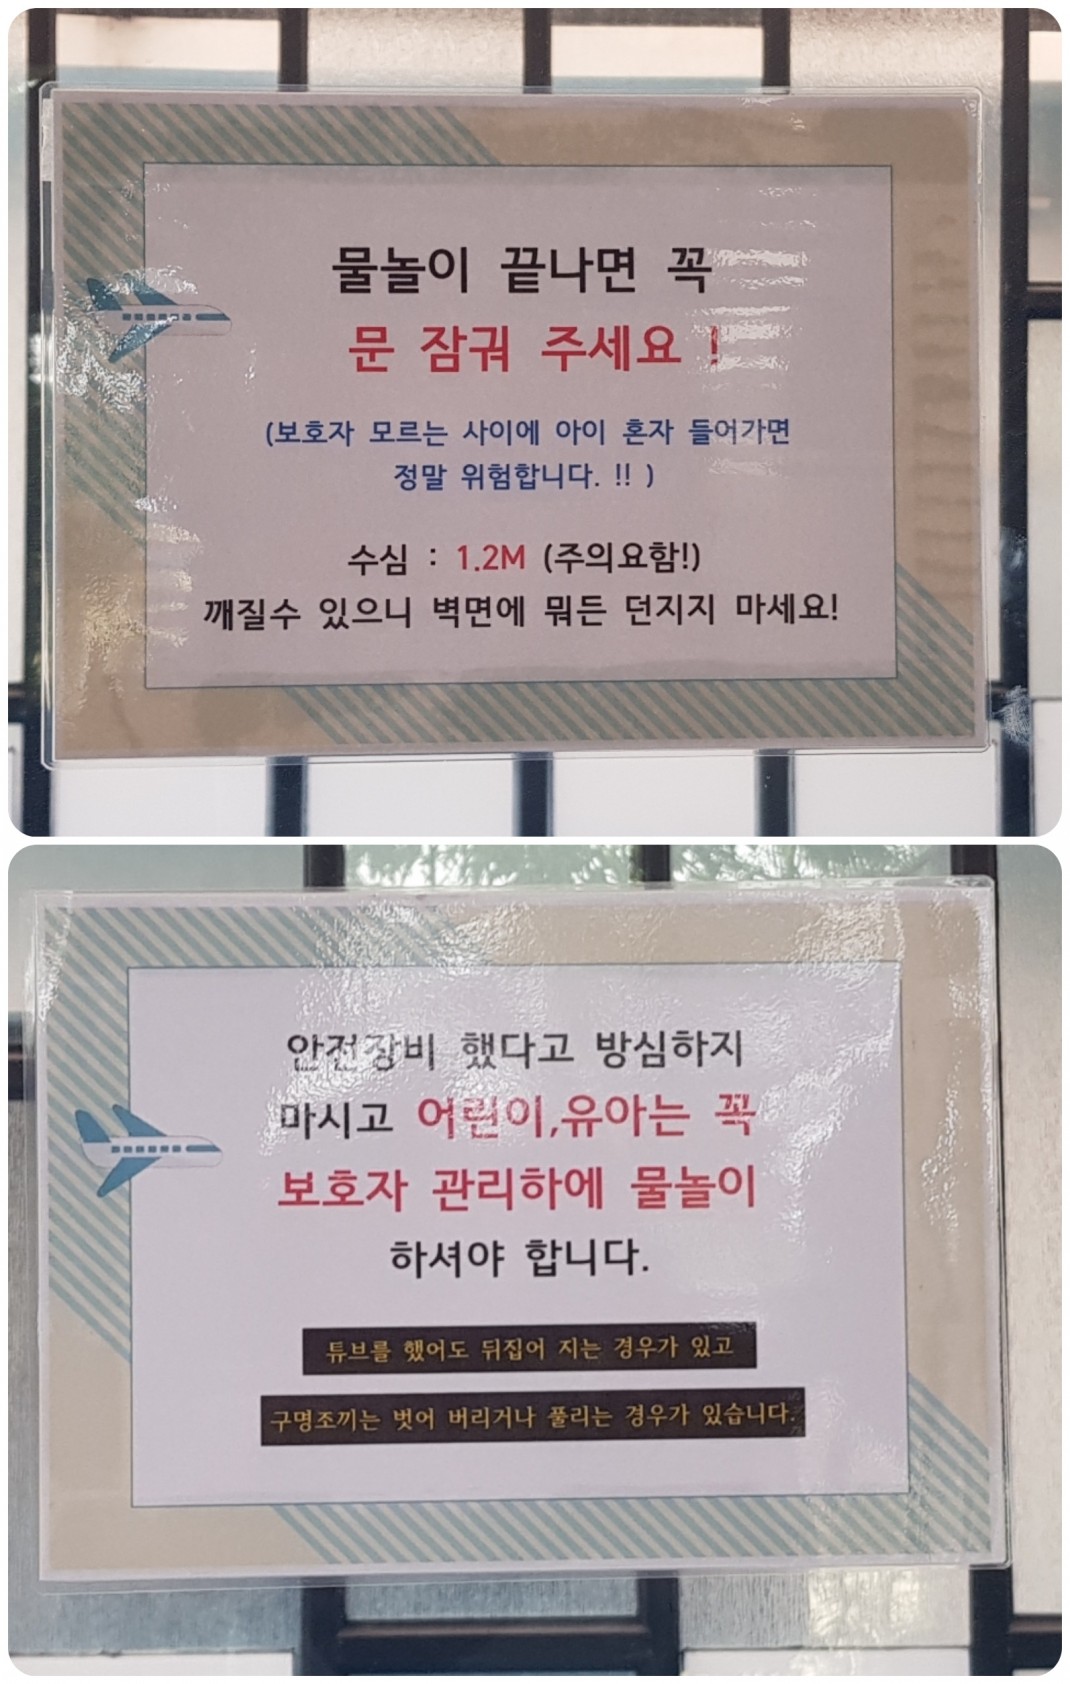 물놀이 끝나면 꼭
문 잠궈 주세요 !
(보호자 모르는 사이에 아이 혼자 들어가면
정말 위험합니다. !! )
수심 : 1.2M (주의요함!)
깨질수 있으니 벽면에 뭐든 던지지 마세요!
안전장비 했다고 방심하지
마시고 어린이,유아는 꼭
보호자 관리하에 물놀이
하셔야 합니다.
튜브를 했어도 뒤집어 지는 경우가 있고
구명조끼는 벗어 버리거나 풀리는 경우가 있습니다.